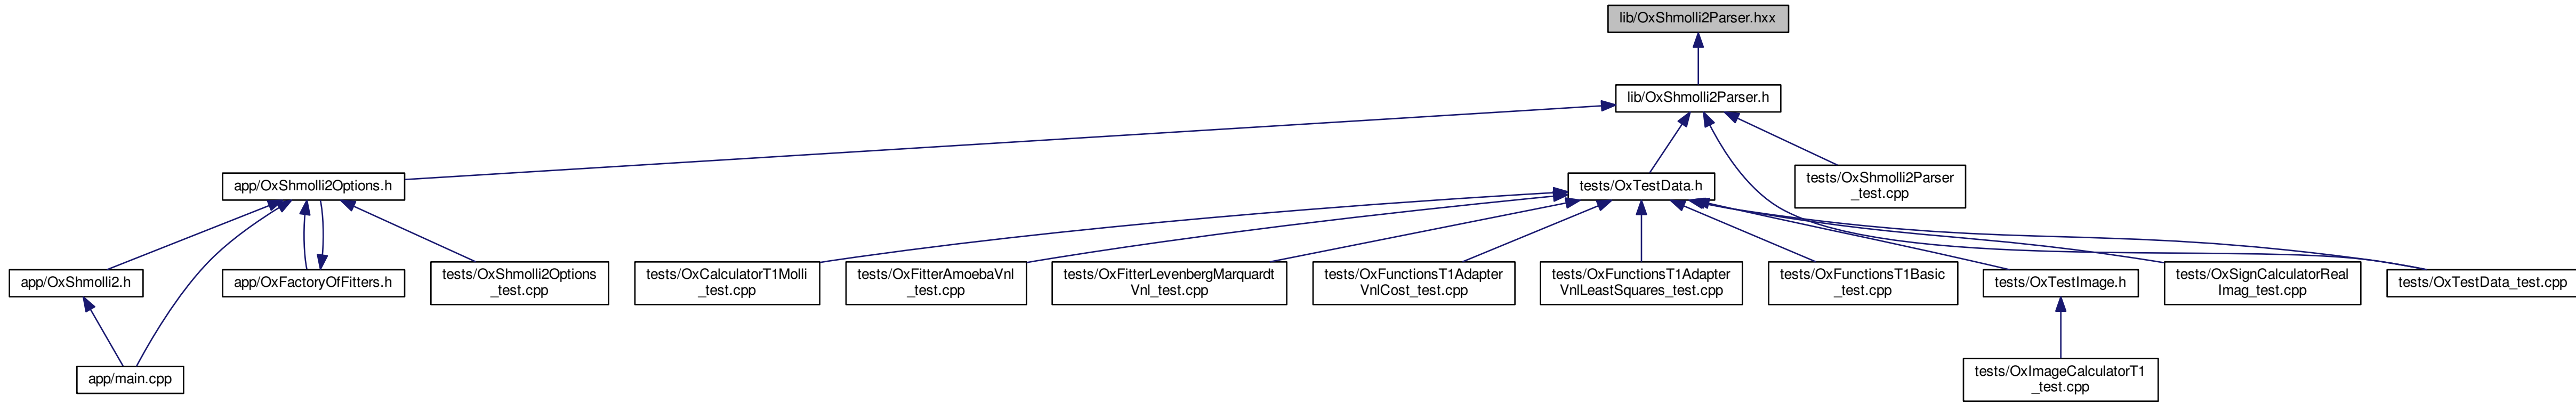 lib/OxShmolli2Parser.hxx
lib/OxShmolli2Parser.h
tests/OxShmolli2Parser
_test.cpp
app/OxShmolli2Options.h
tests/OxTestData.h
app/OxShmolli2.h
app/OxFactoryOfFitters.h
tests/OxShmolli2Options
_test.cpp
tests/OxCalculatorT1Molli
_test.cpp
tests/OxFitterAmoebaVnl
_test.cpp
tests/OxFitterLevenbergMarquardt
Vnl_test.cpp
tests/OxFunctionsT1Adapter
VnlCost_test.cpp
tests/OxFunctionsT1Adapter
VnlLeastSquares_test.cpp
tests/OxFunctionsT1Basic
_test.cpp
tests/OxTestImage.h
tests/OxSignCalculatorReal
Imag_test.cpp
tests/OxTestData_test.cpp
app/main.cpp
tests/OxImageCalculatorT1
_test.cpp